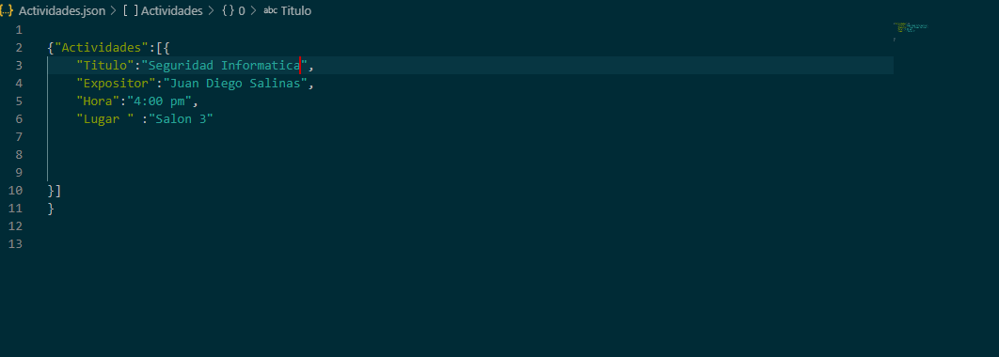 {..} Actividades.json > [ ] Actividades > { } 0 > abc Titulo
1
2 {"Actividades":[{
3 "Titulo":"Seguridad Informatica",
4 "Expositor":"Juan Diego Salinas",
5 "Hora":"4:00 pm",
6 "Lugar " :"Salon 3"
7
8
9
10 }]
11 }
12
13